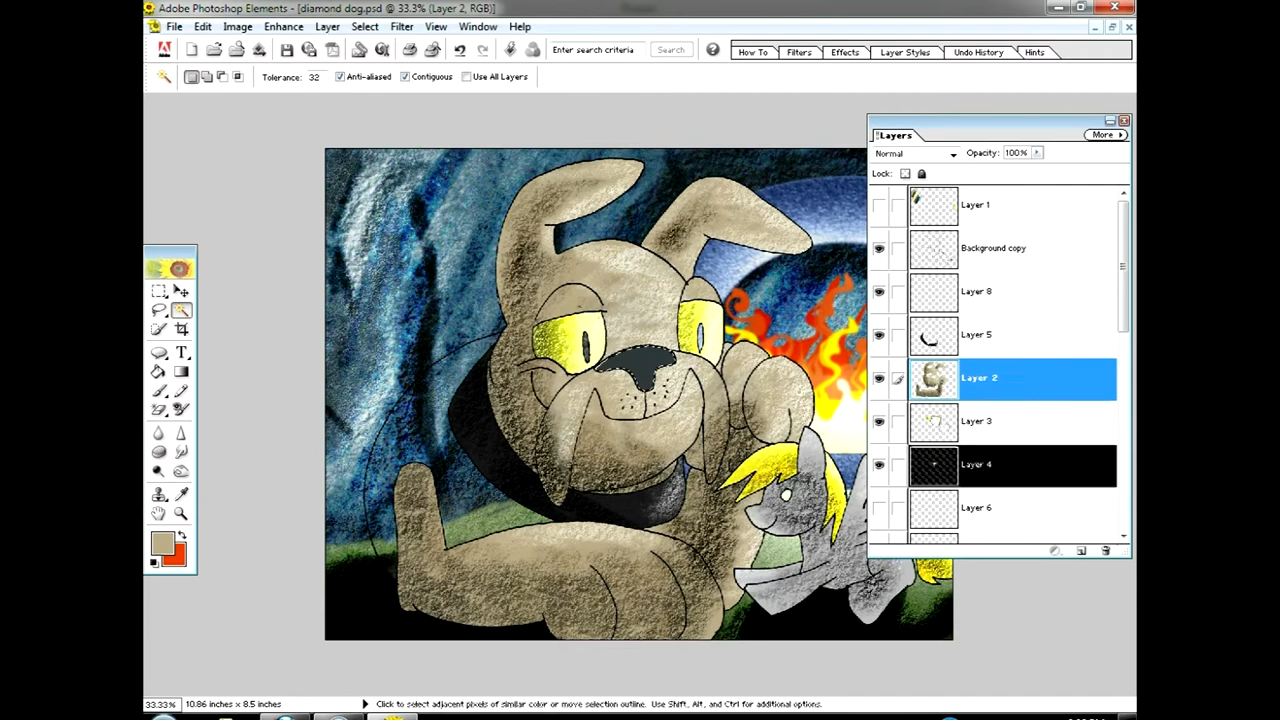 Adobe Photoshop Elements - [diamond dog.psd @ 33.3% (Layer 2, RGB)]
File Edit Image Enhance Layer Select Filter View Window Help
Enter search criteria Search How To Filters Effects Layer Styles Undo History Hints
Tolerance: 32 Anti-aliased Contiguous Use All Layers
Layers More
Normal Opacity: 100%
Lock:
Layer 1
Background copy
Layer 8
Layer 5
Layer 2
Layer 3
Layer 4
Layer 6
33.33% 10.86 inches x 8.5 inches Click to select adjacent pixels of similar color or move selection outline. Use Shift, Alt, and Ctrl for additional options.